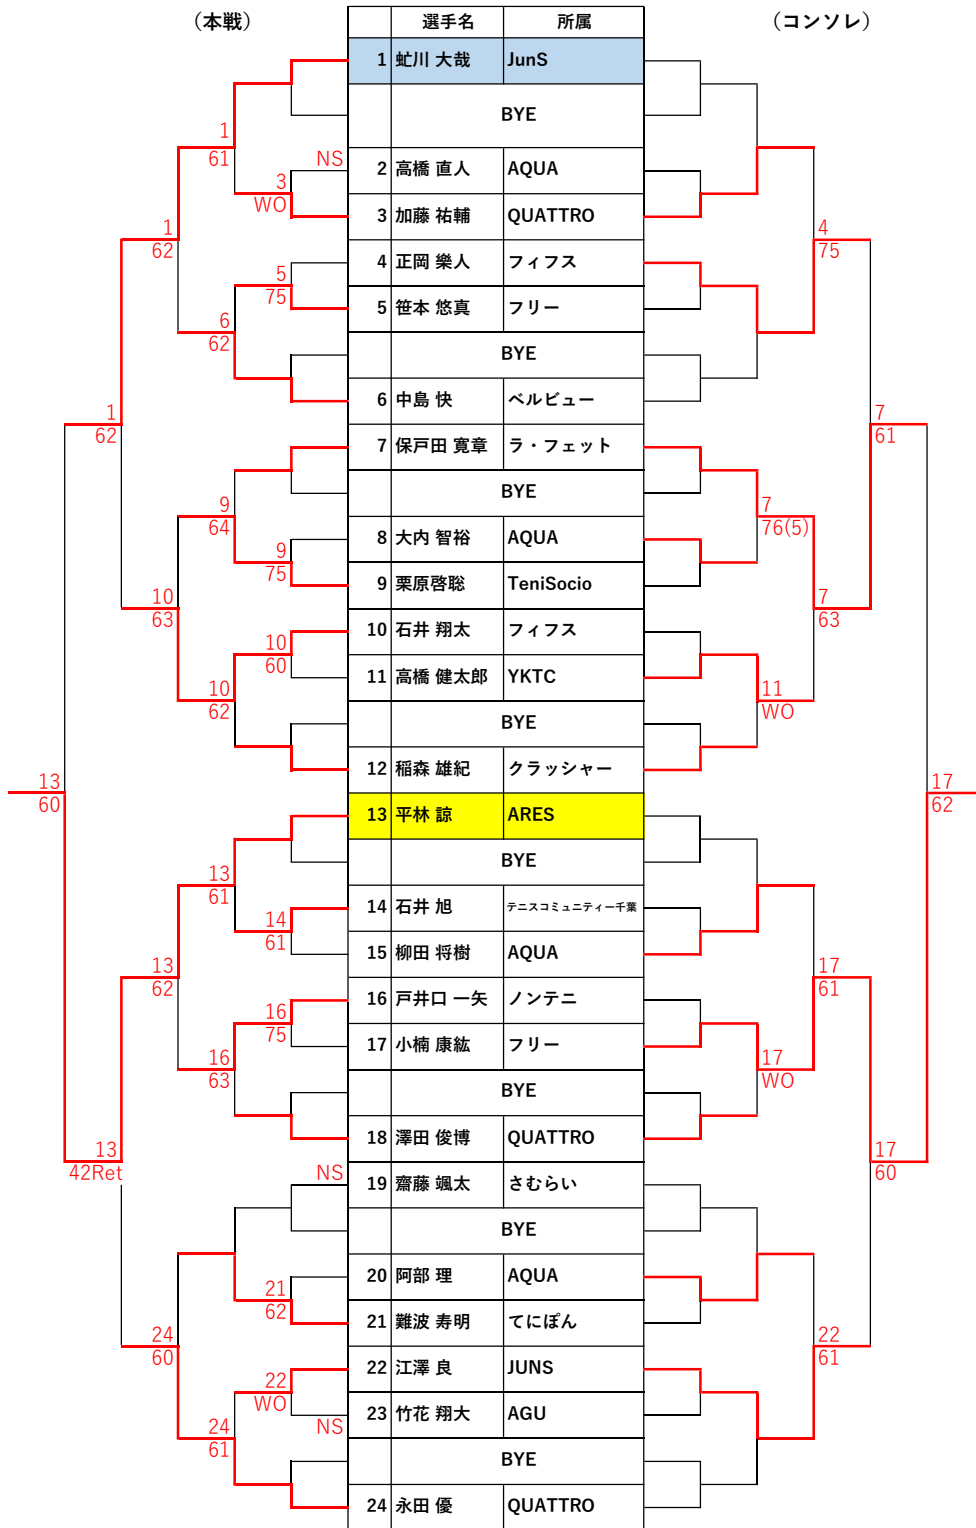 （本戦） 選手名 所属 （コンソレ）
1 虻川 大哉 JunS
BYE
1
61
NS
2 高橋 直人 AQUA
3
WO
3 加藤 祐輔 QUATTRO
1
62
4
75
4 正岡 樂人 フィフス
5
75
5 笹本 悠真 フリー
6
62
BYE
6 中島 快 ベルビュー
1
62
7
61
7 保戸田 寛章 ラ・フェット
BYE
9
64
7
76(5)
8 大内 智裕 AQUA
9
75
9 栗原啓聡 TeniSocio
10
63
7
63
10 石井 翔太 フィフス
10
60
11 高橋 健太郎 YKTC
10
62
11
WO
BYE
12 稲森 雄紀 クラッシャー
13
60
17
62
13 平林 諒 ARES
BYE
13
61
14 石井 旭 テニスコミュニティー千葉
14
61
15 柳田 将樹 AQUA
13
62
17
61
16 戸井口 一矢 ノンテニ
16
75
17 小楠 康紘 フリー
16
63
17
WO
BYE
18 澤田 俊博 QUATTRO
13
42Ret
17
60
NS
19 齋藤 颯太 さむらい
BYE
20 阿部 理 AQUA
21
62
21 難波 寿明 てにぽん
24
60
22
61
22 江澤 良 JUNS
22
WO
23 竹花 翔大 AGU
NS
24
61
BYE
24 永田 優 QUATTRO